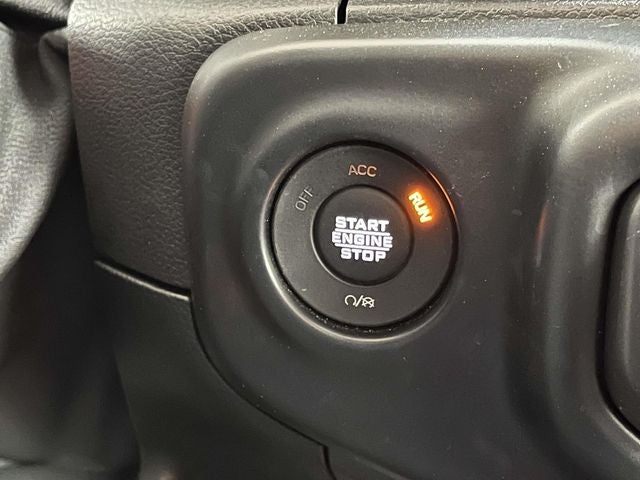 OFF
ACC
RUN
START
ENGINE
STOP